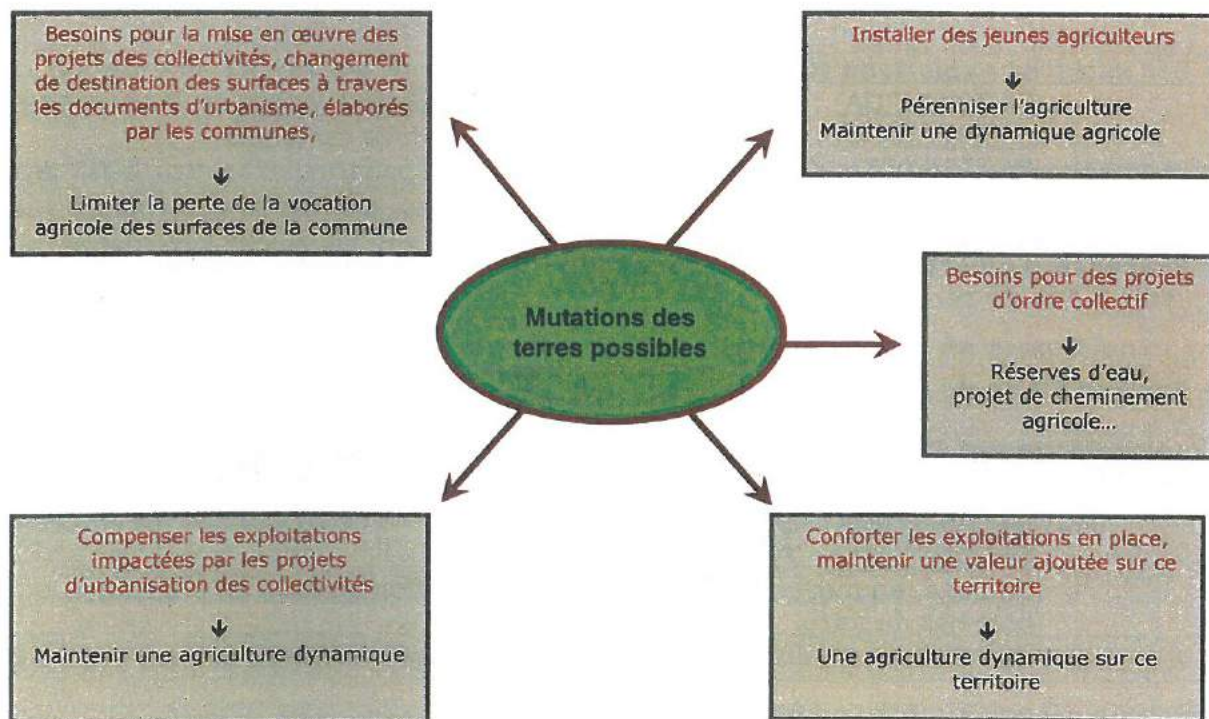 Besoins pour la mise en œuvre des
projets des collectivités, changement
de destination des surfaces à travers
les documents d'urbanisme, élaborés
par les communes,
↓
Limiter la perte de la vocation
agricole des surfaces de la commune
Installer des jeunes agriculteurs
↓
Pérenniser l'agriculture
Maintenir une dynamique agricole
Mutations des
terres possibles
Besoins pour des projets
d'ordre collectif
↓
Réserves d'eau,
projet de cheminement
agricole...
Compenser les exploitations
impactées par les projets
d'urbanisation des collectivités
↓
Maintenir une agriculture dynamique
Conforter les exploitations en place,
maintenir une valeur ajoutée sur ce
territoire
↓
Une agriculture dynamique sur ce
territoire